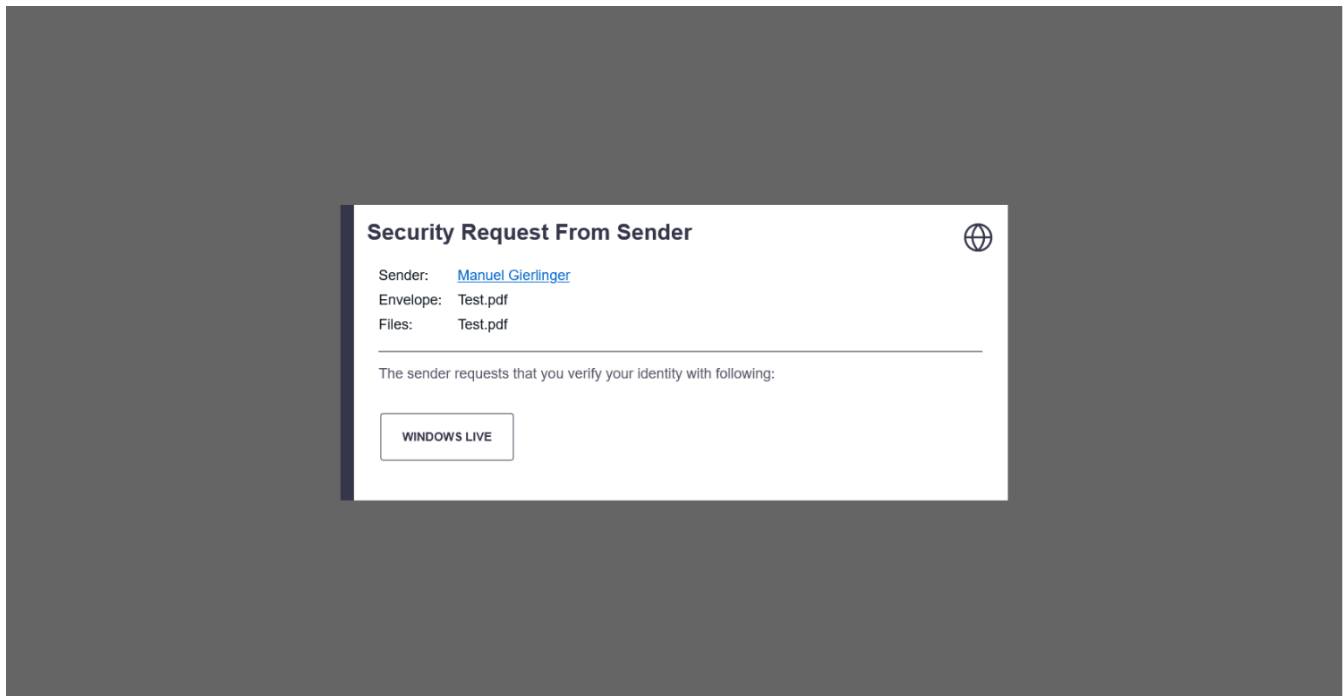 Security Request From Sender
Sender: Manuel Gierlinger
Envelope: Test.pdf
Files: Test.pdf
The sender requests that you verify your identity with following:
WINDOWS LIVE